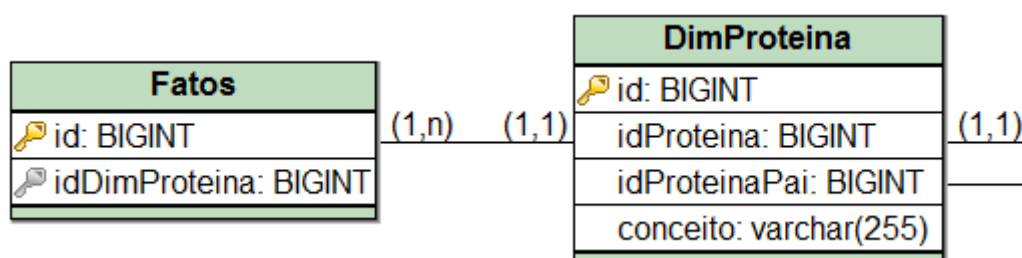 Fatos
id: BIGINT
idDimProteina: BIGINT
(1,n)
(1,1)
DimProteina
id: BIGINT
idProteina: BIGINT
idProteinaPai: BIGINT
conceito: varchar(255)
(1,1)